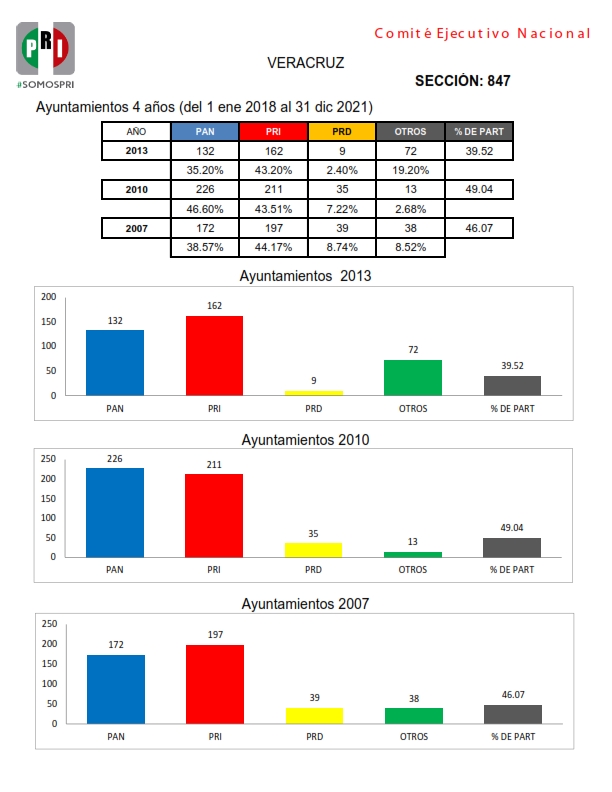 Comité Ejecutivo Nacional
PRI
#SOMOSPRI
VERACRUZ
SECCIÓN: 847
Ayuntamientos 4 años (del 1 ene 2018 al 31 dic 2021)
AÑO PAN PRI PRD OTROS % DE PART
2013 132 162 9 72 39.52
35.20% 43.20% 2.40% 19.20%
2010 226 211 35 13 49.04
46.60% 43.51% 7.22% 2.68%
2007 172 197 39 38 46.07
38.57% 44.17% 8.74% 8.52%
Ayuntamientos 2013
200
150
100
50
0
132 162 9 72 39.52
PAN PRI PRD OTROS % DE PART
Ayuntamientos 2010
250
200
150
100
50
0
226 211 35 13 49.04
PAN PRI PRD OTROS % DE PART
Ayuntamientos 2007
250
200
150
100
50
0
172 197 39 38 46.07
PAN PRI PRD OTROS % DE PART